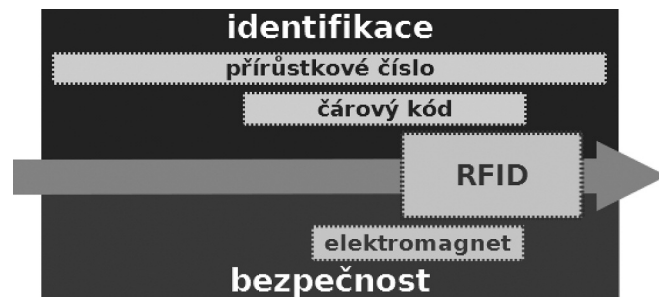 identifikace
přírůstkové číslo
čárový kód
RFID
elektromagnet
bezpečnost